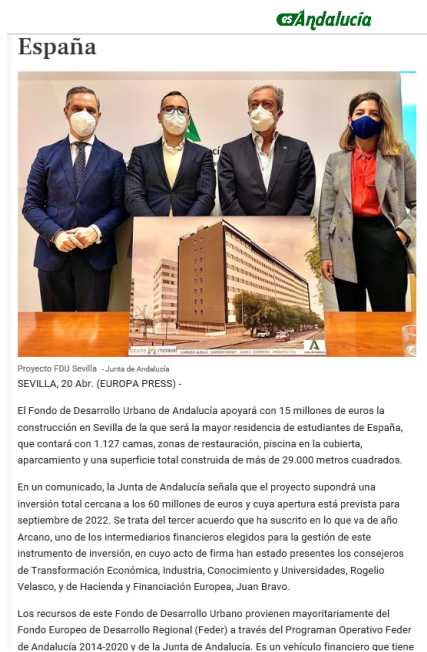 esAndalucía
España
Proyecto FDU Sevilla - Junta de Andalucía
SEVILLA, 20 Abr. (EUROPA PRESS) -
El Fondo de Desarrollo Urbano de Andalucía apoyará con 15 millones de euros la
construcción en Sevilla de la que será la mayor residencia de estudiantes de España,
que contará con 1.127 camas, zonas de restauración, piscina en la cubierta,
aparcamiento y una superficie total construida de más de 29.000 metros cuadrados.
En un comunicado, la Junta de Andalucía señala que el proyecto supondrá una
inversión total cercana a los 60 millones de euros y cuya apertura está prevista para
septiembre de 2022. Se trata del tercer acuerdo que ha suscrito en lo que va de año
Arcano, uno de los intermediarios financieros elegidos para la gestión de este
instrumento de inversión, en cuyo acto de firma han estado presentes los consejeros
de Transformación Económica, Industria, Conocimiento y Universidades, Rogelio
Velasco, y de Hacienda y Financiación Europea, Juan Bravo.
Los recursos de este Fondo de Desarrollo Urbano provienen mayoritariamente del
Fondo Europeo de Desarrollo Regional (Feder) a través del Programan Operativo Feder
de Andalucía 2014-2020 y de la Junta de Andalucía. Es un vehículo financiero que tiene